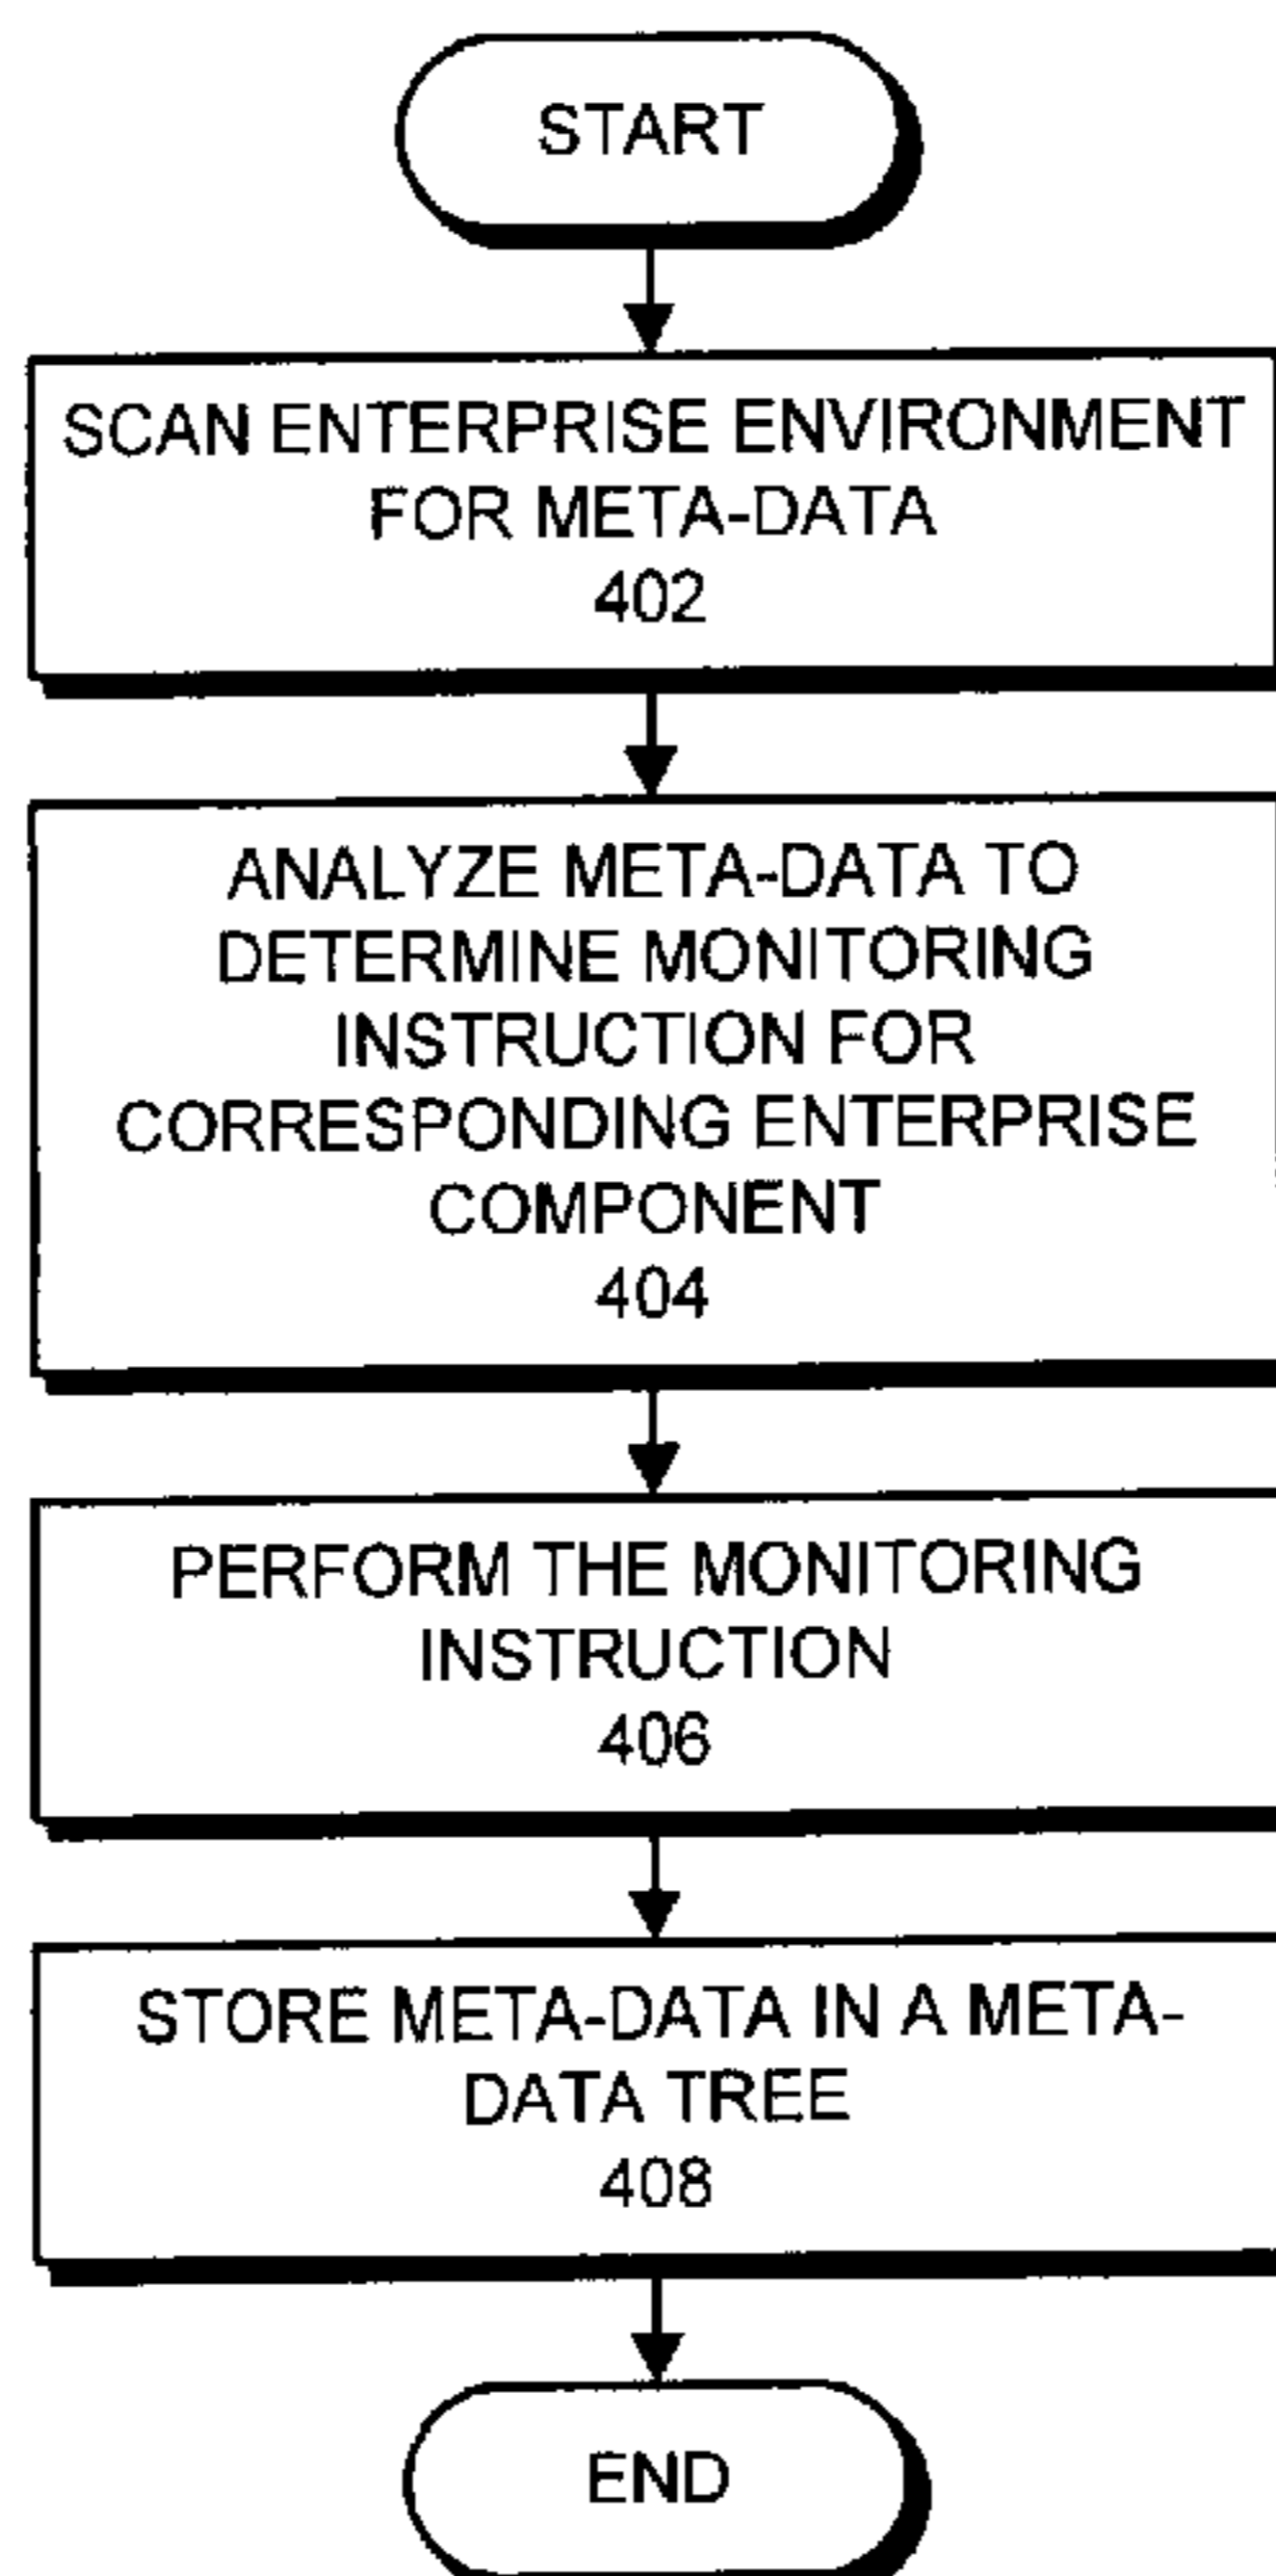 START
SCAN ENTERPRISE ENVIRONMENT
FOR META-DATA
402
ANALYZE META-DATA TO
DETERMINE MONITORING
INSTRUCTION FOR
CORRESPONDING ENTERPRISE
COMPONENT
404
PERFORM THE MONITORING
INSTRUCTION
406
STORE META-DATA IN A META-
DATA TREE
408
END